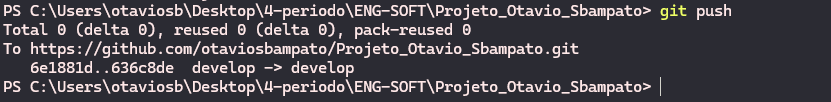 PS C:\Users\otaviosb\Desktop\4-periodo\ENG-SOFT\Projeto_Otavio_Sbampato> git push
Total 0 (delta 0), reused 0 (delta 0), pack-reused 0
To https://github.com/otaviosbampato/Projeto_Otavio_Sbampato.git
   6e1881d..636c8de  develop -> develop
PS C:\Users\otaviosb\Desktop\4-periodo\ENG-SOFT\Projeto_Otavio_Sbampato>